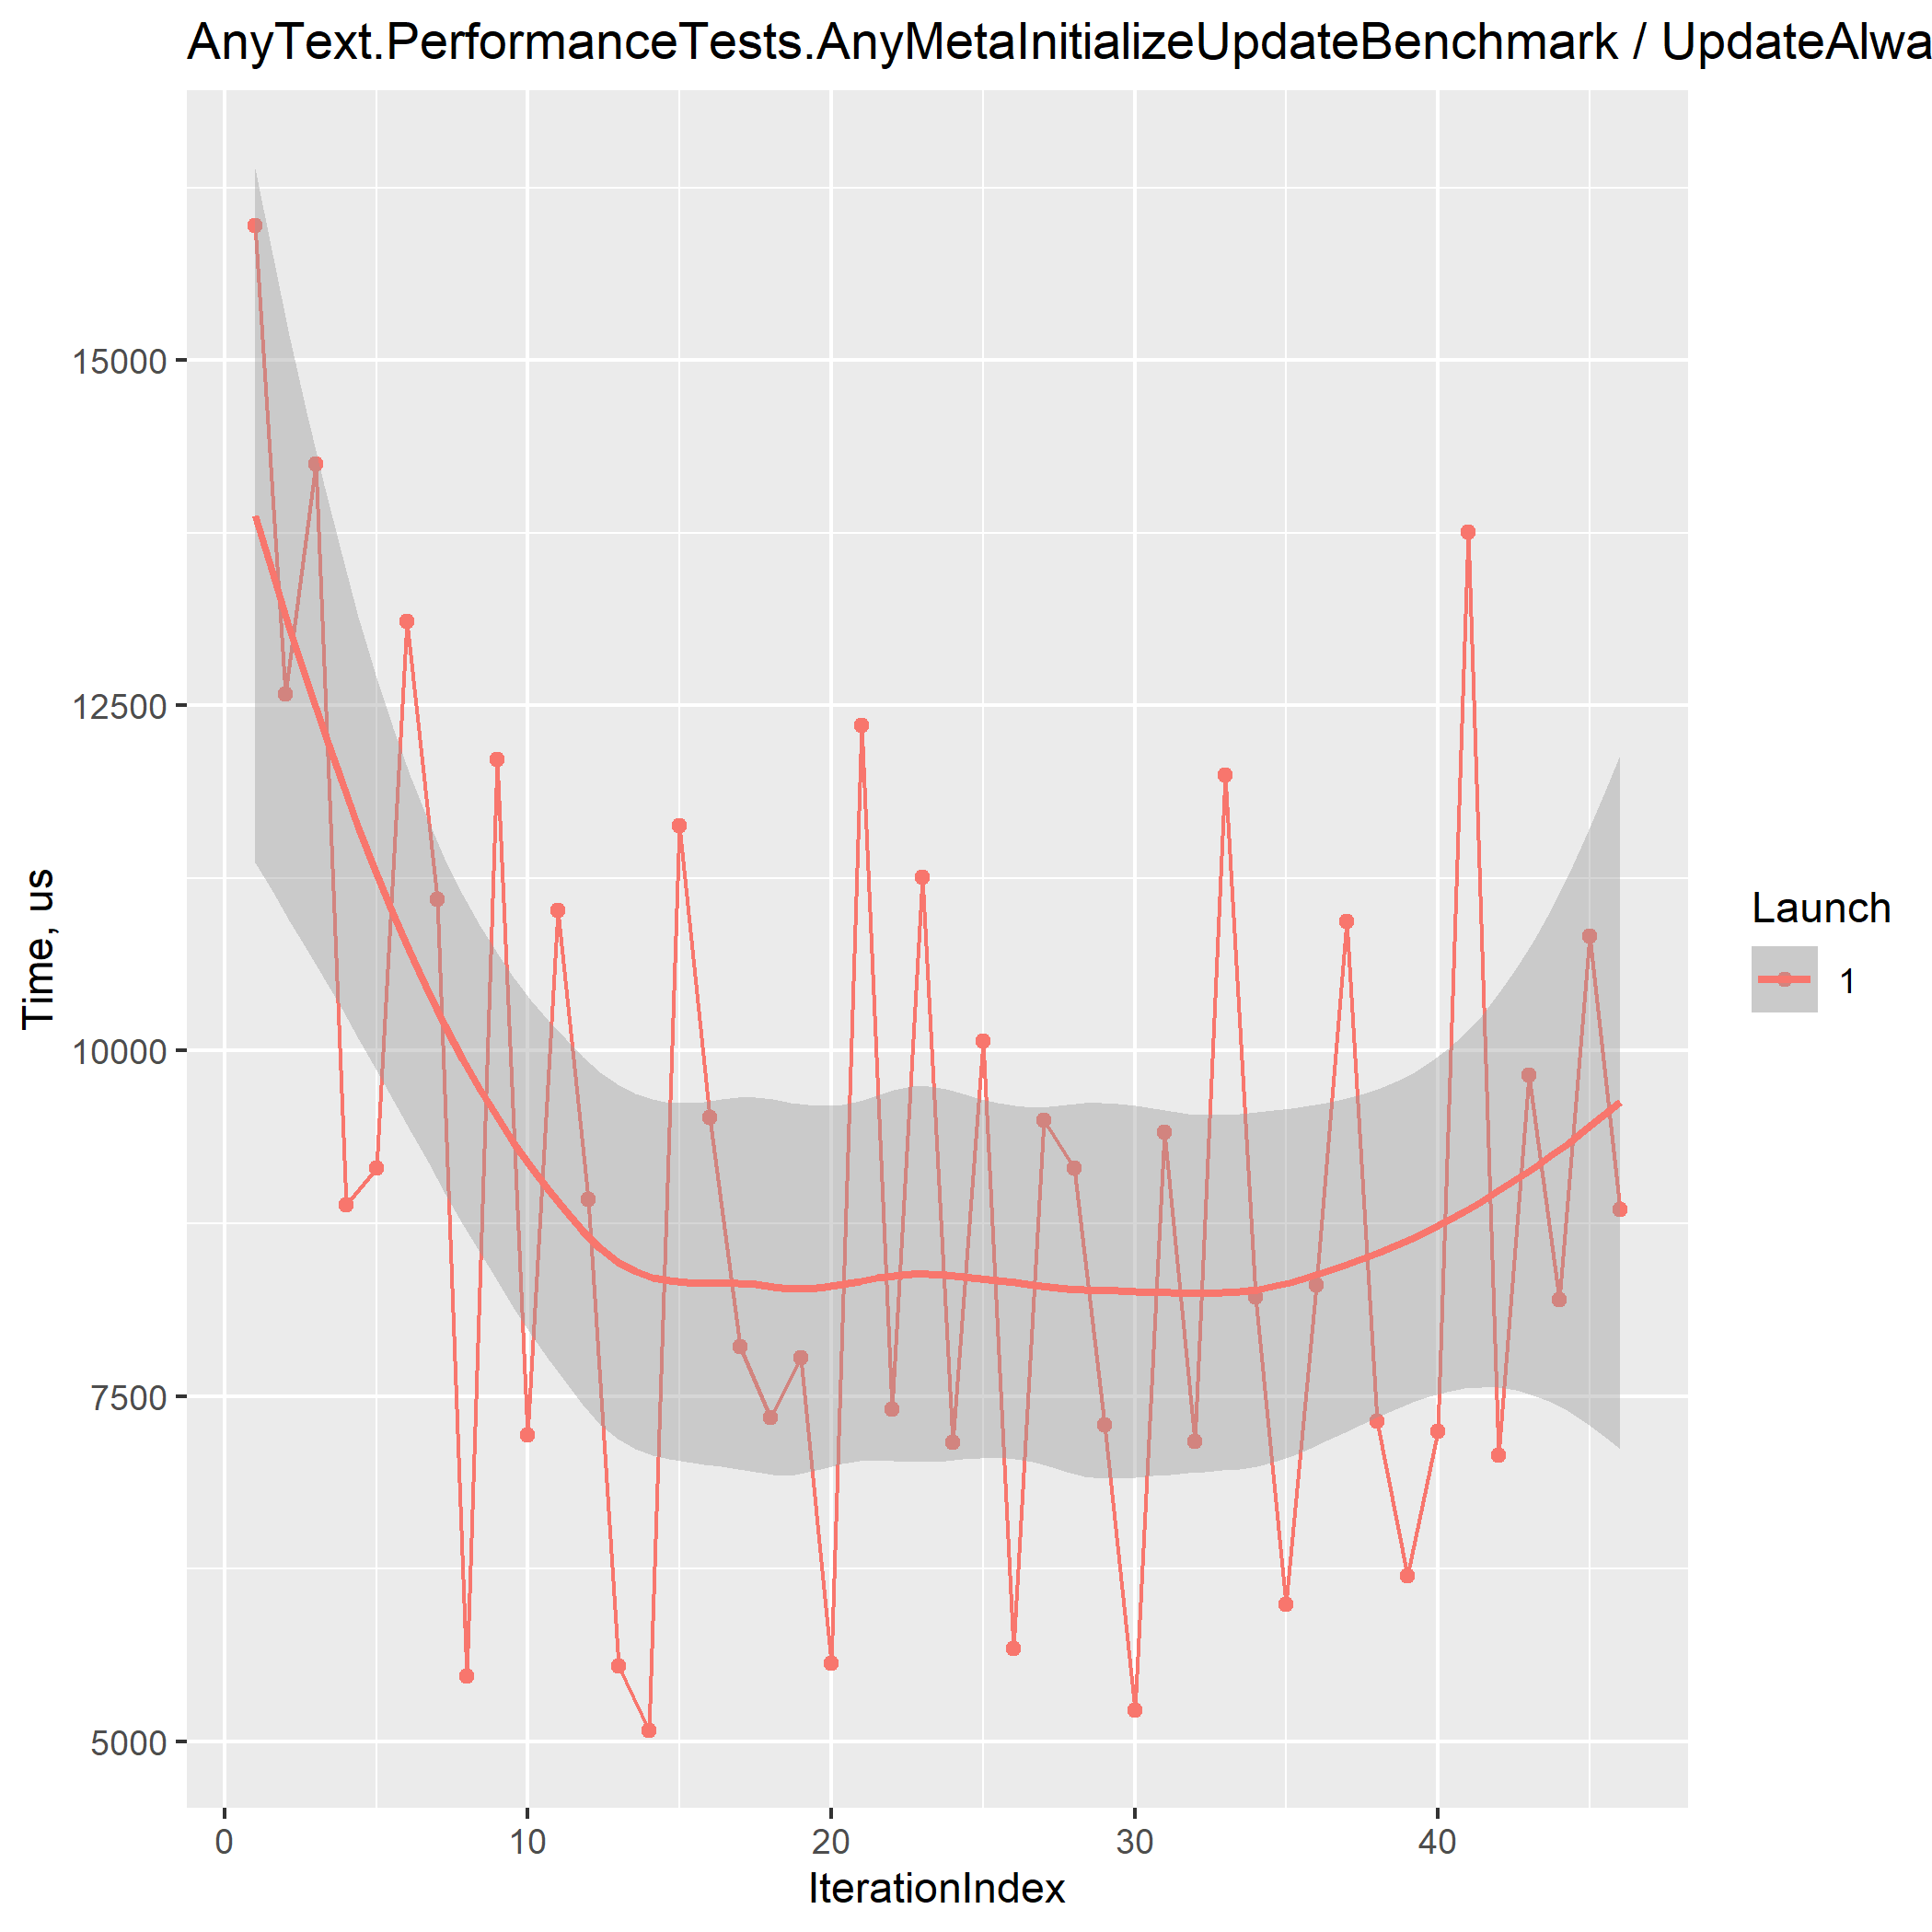 AnyText.PerformanceTests.AnyMetaInitializeUpdateBenchmark / UpdateAlwa
15000
12500
10000
7500
5000
Time, us
0 10 20 30 40
IterationIndex
Launch
1